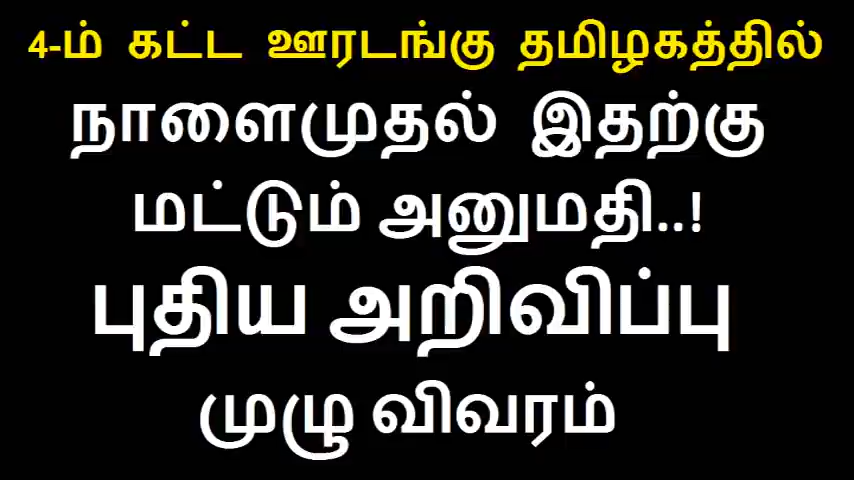 4-ம் கட்ட ஊரடங்கு தமிழகத்தில்
நாளைமுதல் இதற்கு
மட்டும் அனுமதி..!
புதிய அறிவிப்பு
முழு விவரம்